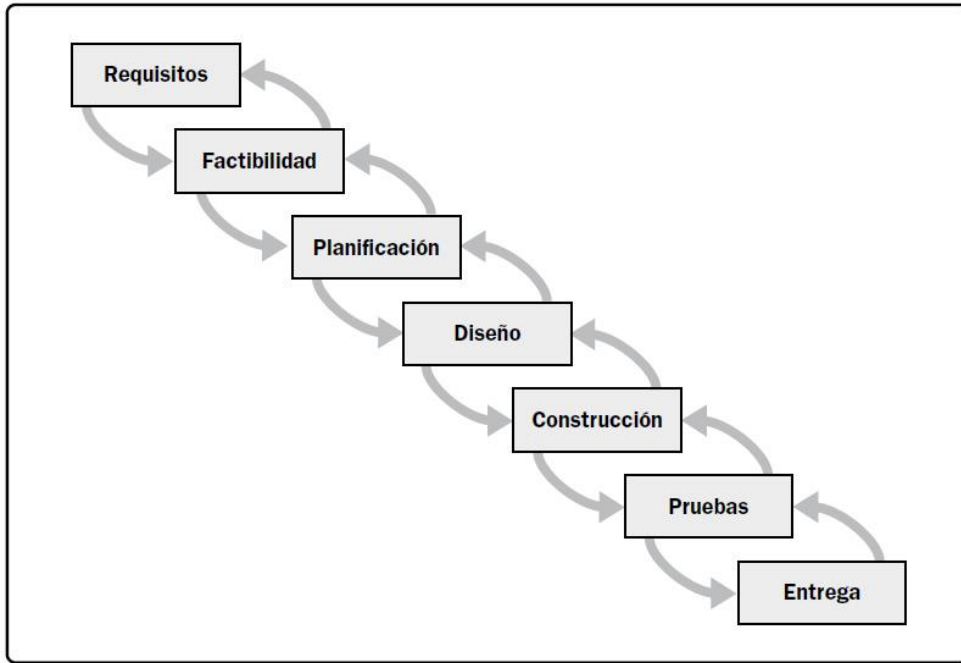 Requisitos
Factibilidad
Planificación
Diseño
Construcción
Pruebas
Entrega